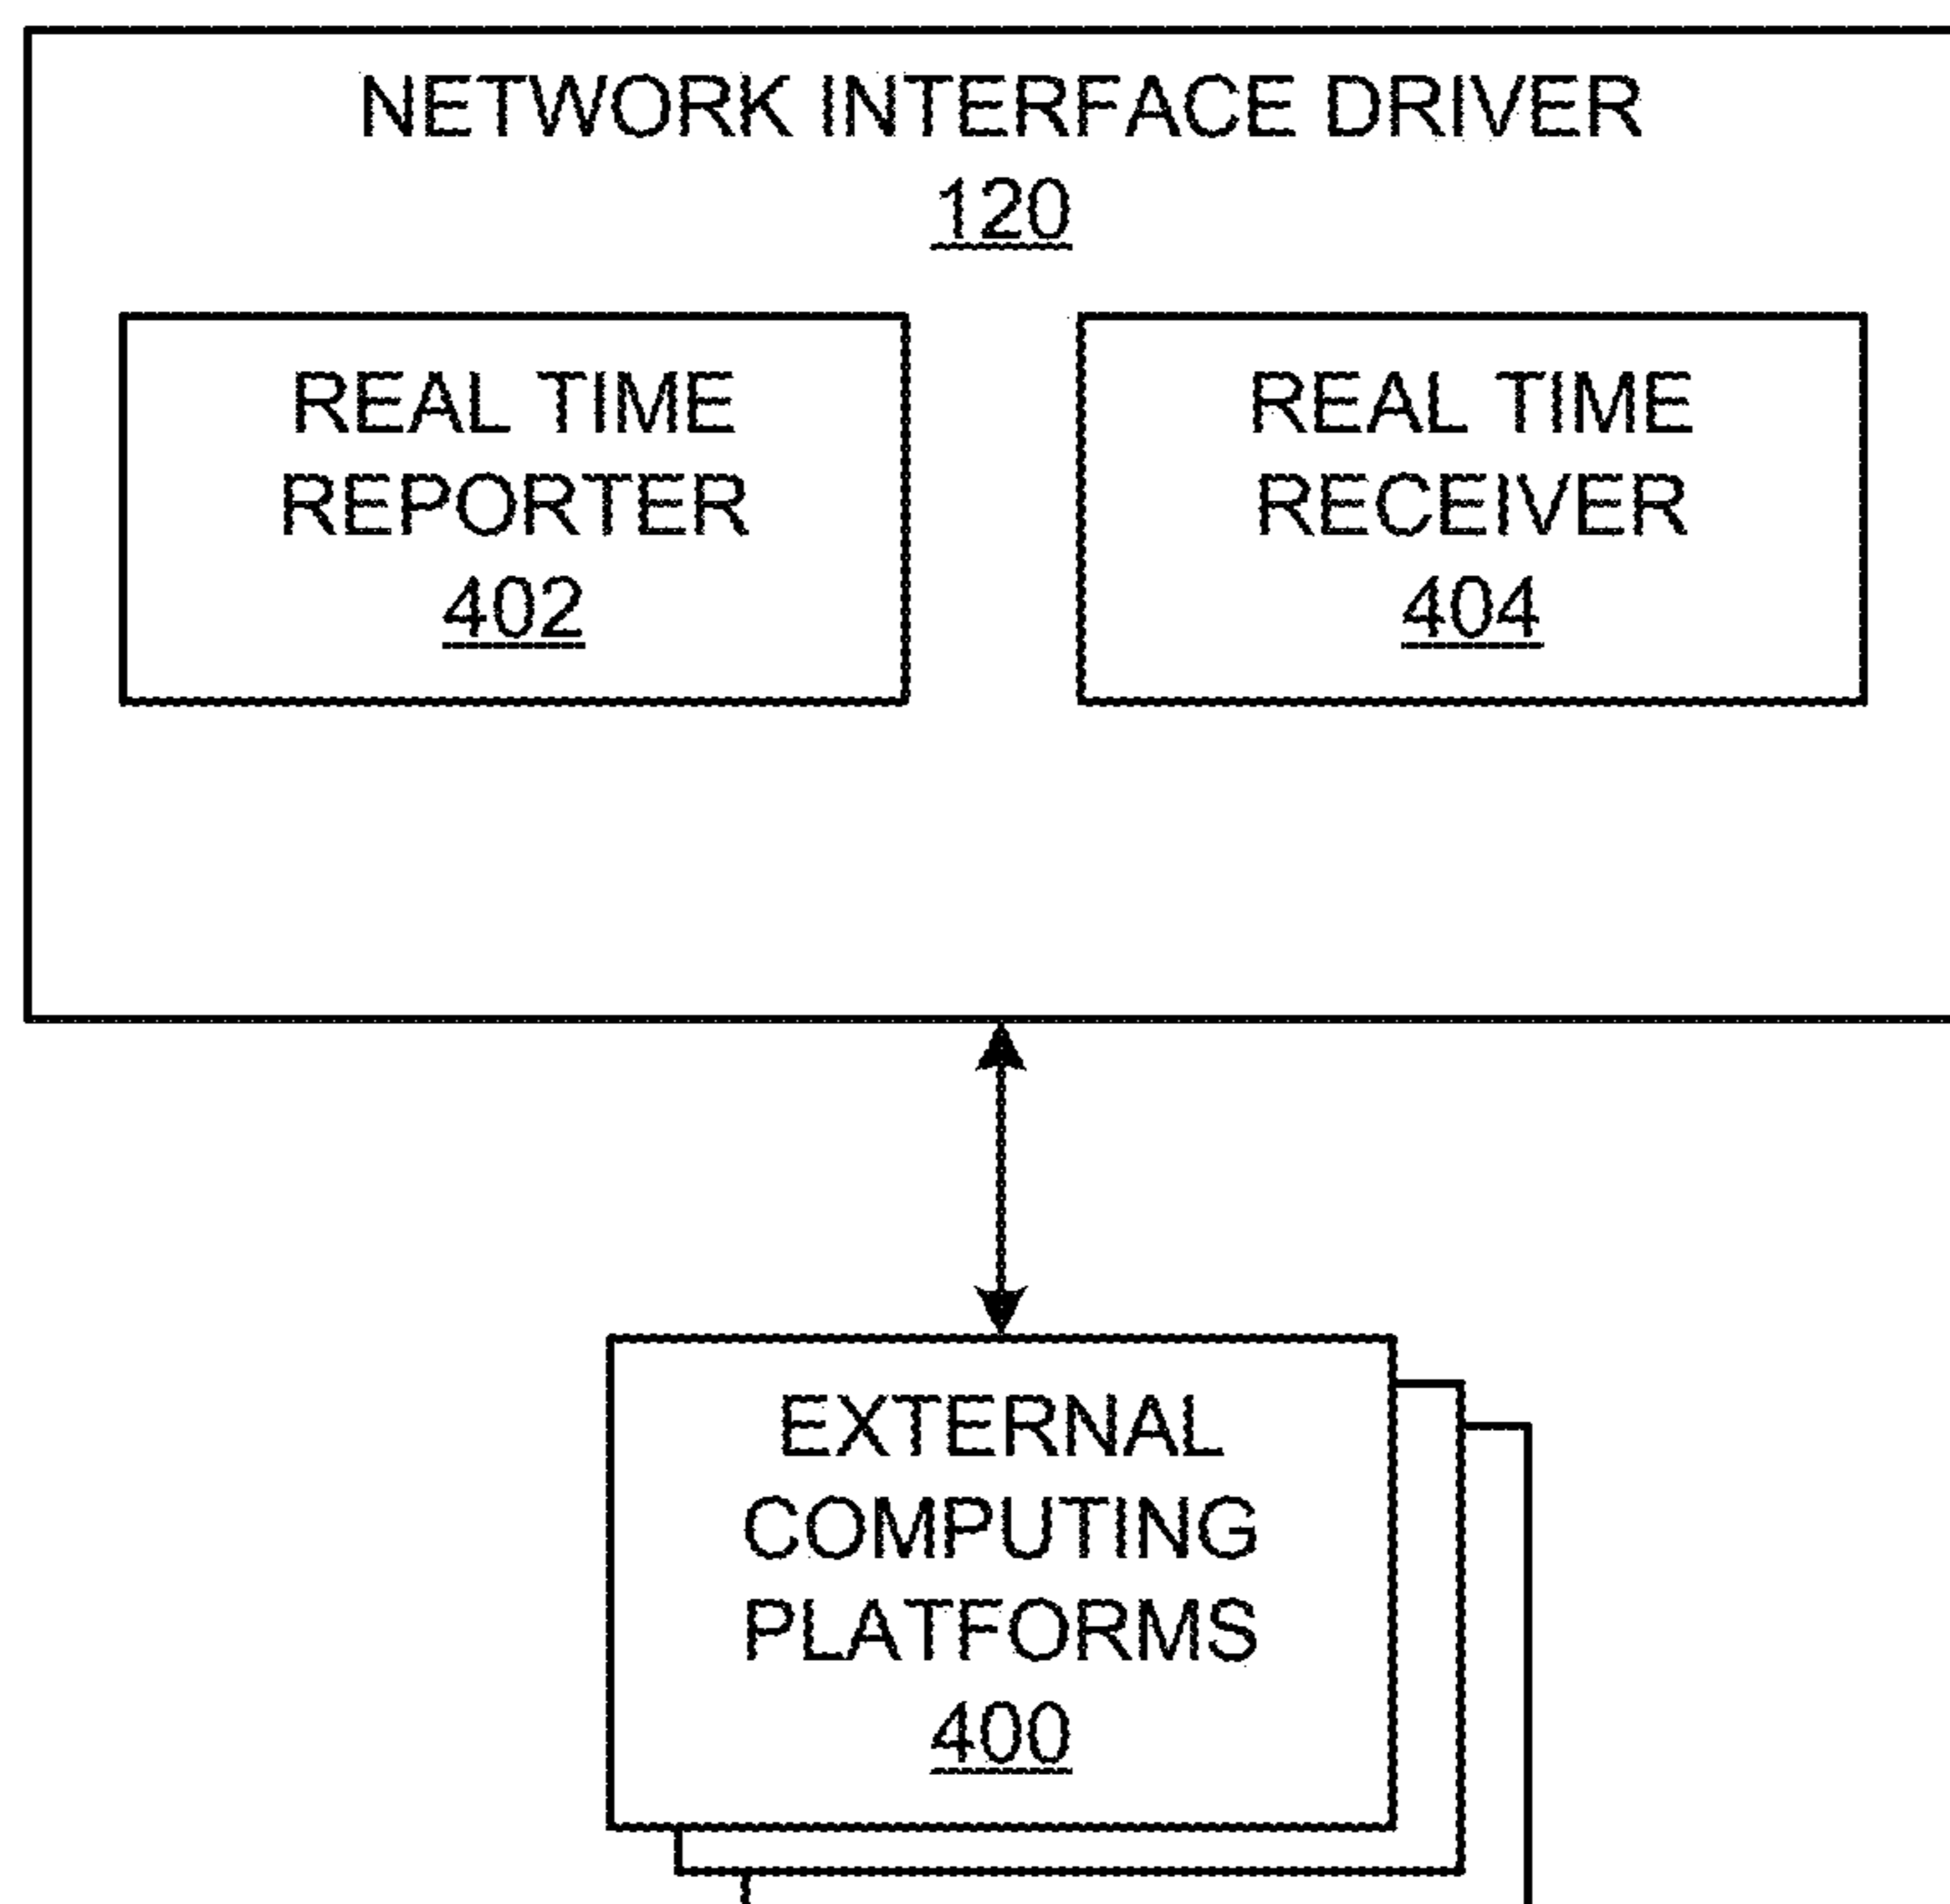 NETWORK INTERFACE DRIVER
120
REAL TIME
REPORTER
402
REAL TIME
RECEIVER
404
EXTERNAL
COMPUTING
PLATFORMS
400